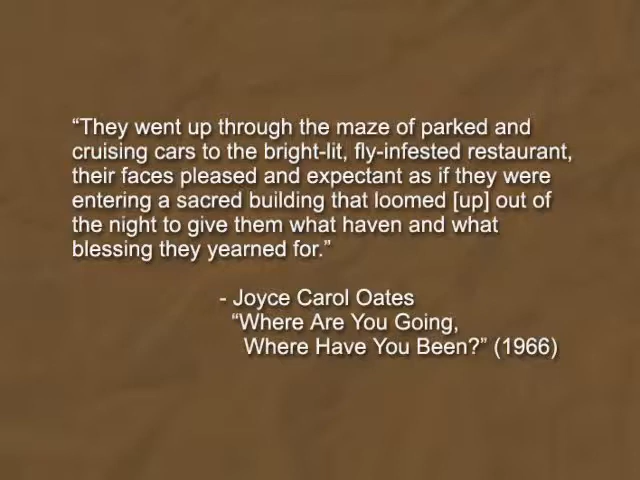 “They went up through the maze of parked and
cruising cars to the bright-lit, fly-infested restaurant,
their faces pleased and expectant as if they were
entering a sacred building that loomed [up] out of
the night to give them what haven and what
blessing they yearned for.”
- Joyce Carol Oates
“Where Are You Going,
Where Have You Been?” (1966)